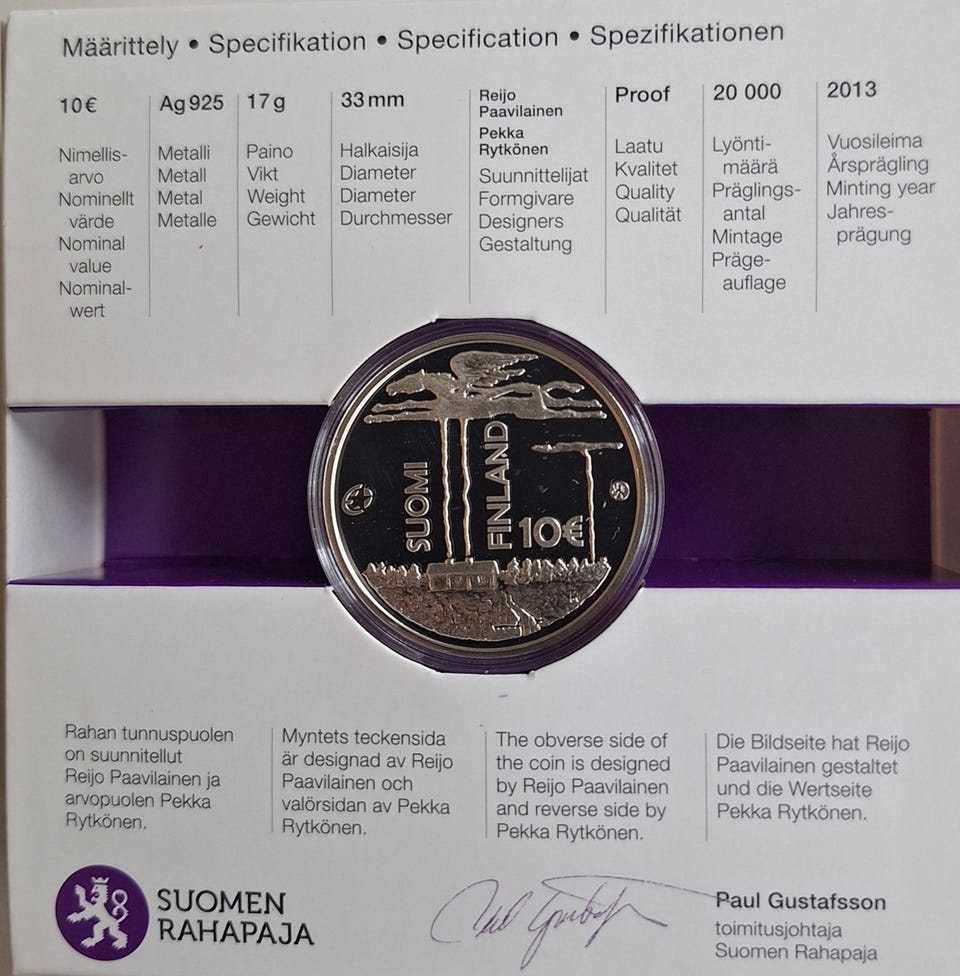 Määrittely • Specifikation • Specification • Spezifikationen
10 €
Nimellis-
arvo
Nominellt
värde
Nominal
value
Nominal-
wert
Ag 925
Metalli
Metall
Metal
Metalle
17 g
Paino
Vikt
Weight
Gewicht
33 mm
Halkaisija
Diameter
Diameter
Durchmesser
Reijo
Paavilainen
Pekka
Rytkönen
Suunnittelijat
Formgivare
Designers
Gestaltung
Proof
Laatu
Kvalitet
Quality
Qualität
20 000
Lyönti-
määrä
Präglings-
antal
Mintage
Präge-
auflage
2013
Vuosileima
Årsprägling
Minting year
Jahres-
prägung
SUOMI
FINLAND
10€
Rahan tunnuspuolen
on suunnitellut
Reijo Paavilainen ja
arvopuolen Pekka
Rytkönen.
Myntets teckensida
är designad av Reijo
Paavilainen och
valörsidan av Pekka
Rytkönen.
The obverse side of
the coin is designed
by Reijo Paavilainen
and reverse side by
Pekka Rytkönen.
Die Bildseite hat Reijo
Paavilainen gestaltet
und die Wertseite
Pekka Rytkönen.
SUOMEN
RAHAPAJA
Paul Gustafsson
toimitusjohtaja
Suomen Rahapaja